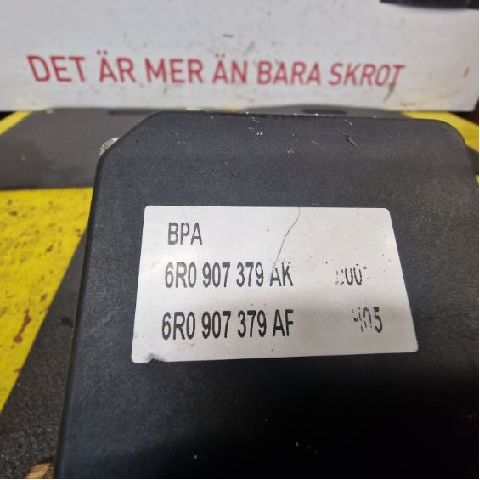 DET ÄR MER ÄN BARA SKROT
BPA
6R0 907 379 AK
6R0 907 379 AF